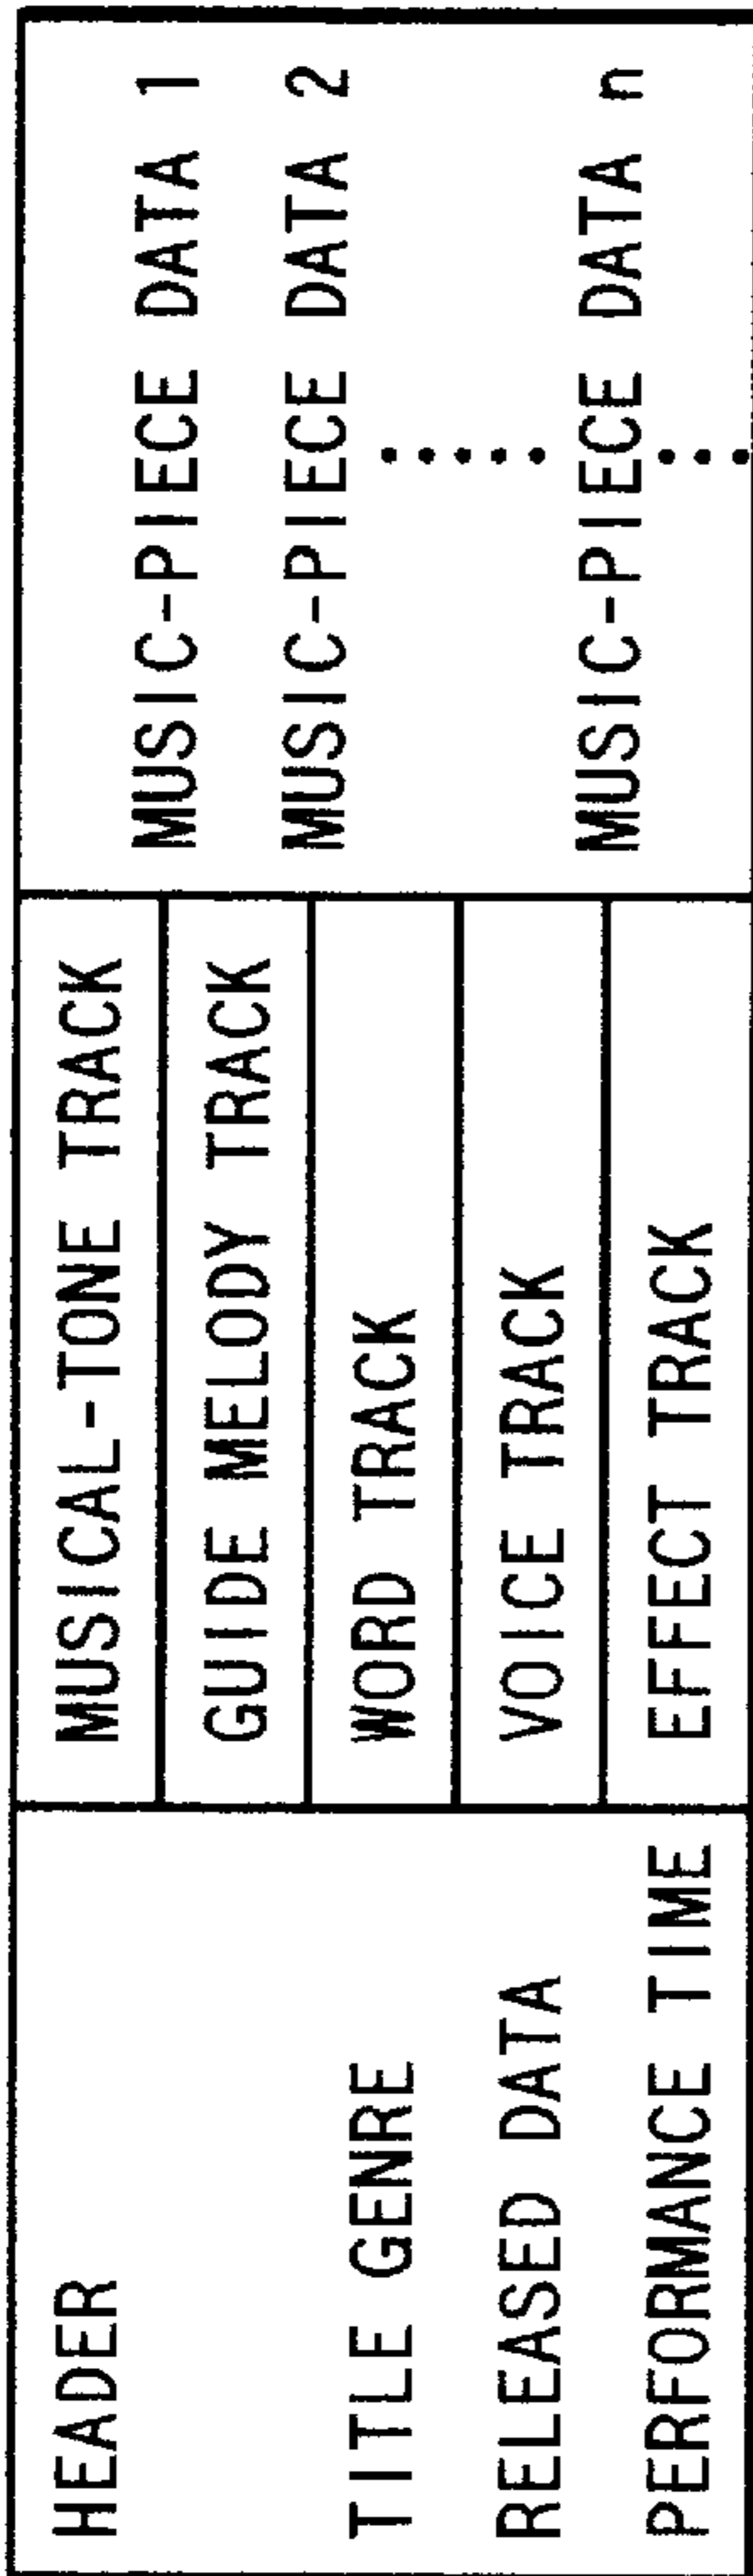 HEADER
TITLE GENRE
RELEASED DATA
PERFORMANCE TIME
MUSICAL-TONE TRACK
GUIDE MELODY TRACK
WORD TRACK
VOICE TRACK
EFFECT TRACK
MUSIC-PIECE DATA 1
MUSIC-PIECE DATA 2
.....
MUSIC-PIECE DATA n
...